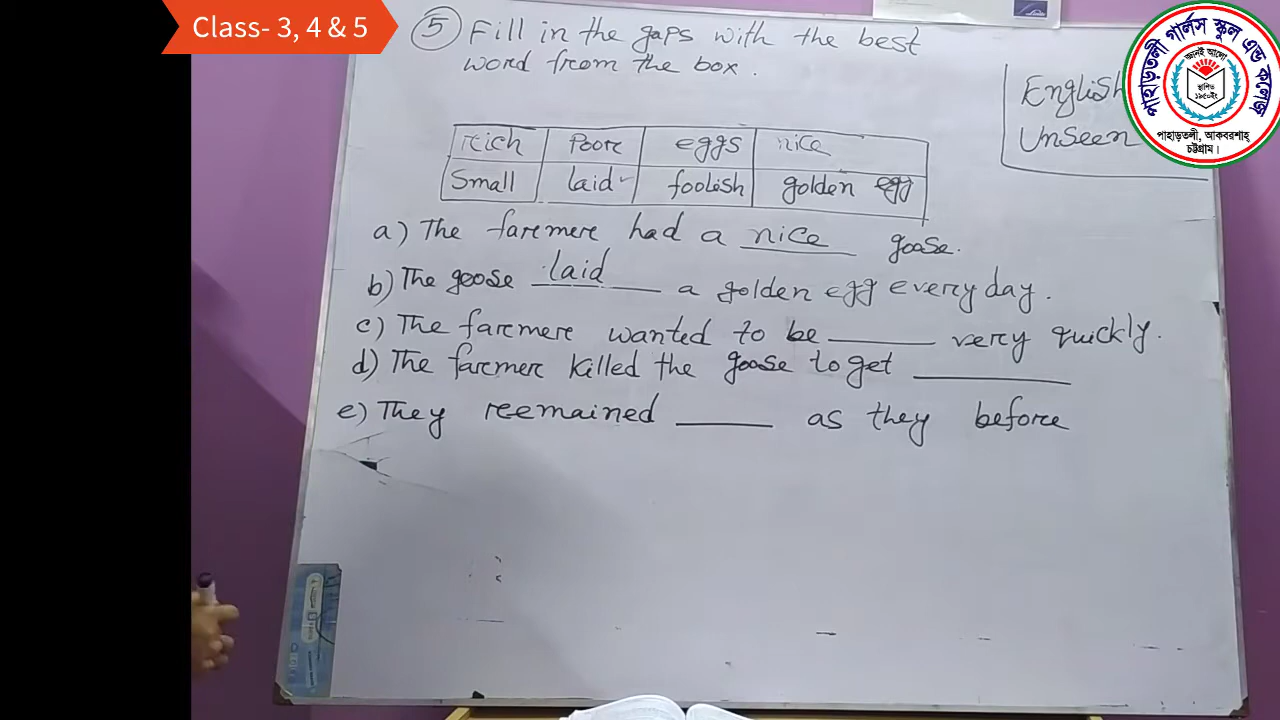 Class- 3, 4 & 5
5 Fill in the gaps with the best
word from the box.
English
Unseen
পাহাড়তলী গার্লস স্কুল এন্ড কলেজ
জ্ঞানই আলো
স্থাপিত
১৯৫০ইং
পাহাড়তলী, আকবরশাহ্
চট্টগ্রাম।
rich poor eggs nice
Small laid foolish golden egg
a) The farmer had a nice goose.
b) The goose laid a golden egg every day.
c) The farmer wanted to be ______ very quickly.
d) The farmer killed the goose to get ______
e) They remained ______ as they before